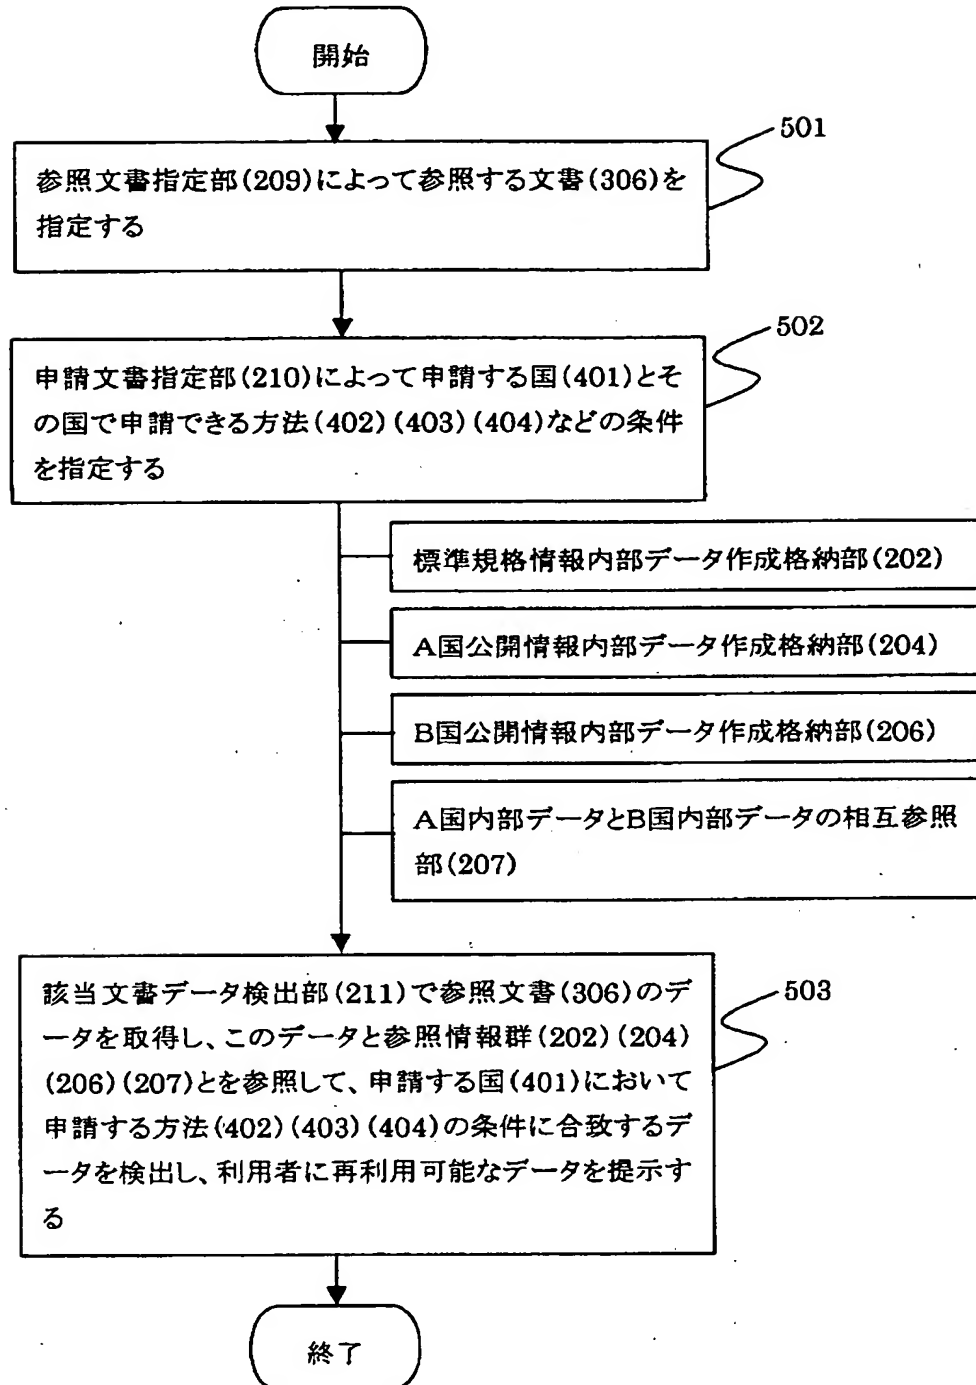 開始
501
参照文書指定部(209)によって参照する文書(306)を
指定する
502
申請文書指定部(210)によって申請する国(401)とそ
の国で申請できる方法(402)(403)(404)などの条件
を指定する
標準規格情報内部データ作成格納部(202)
A国公開情報内部データ作成格納部(204)
B国公開情報内部データ作成格納部(206)
A国内部データとB国内部データの相互参照
部(207)
503
該当文書データ検出部(211)で参照文書(306)のデ
ータを取得し、このデータと参照情報群(202)(204)
(206)(207)とを参照して、申請する国(401)において
申請する方法(402)(403)(404)の条件に合致するデ
ータを検出し、利用者に再利用可能なデータを提示す
る
終了